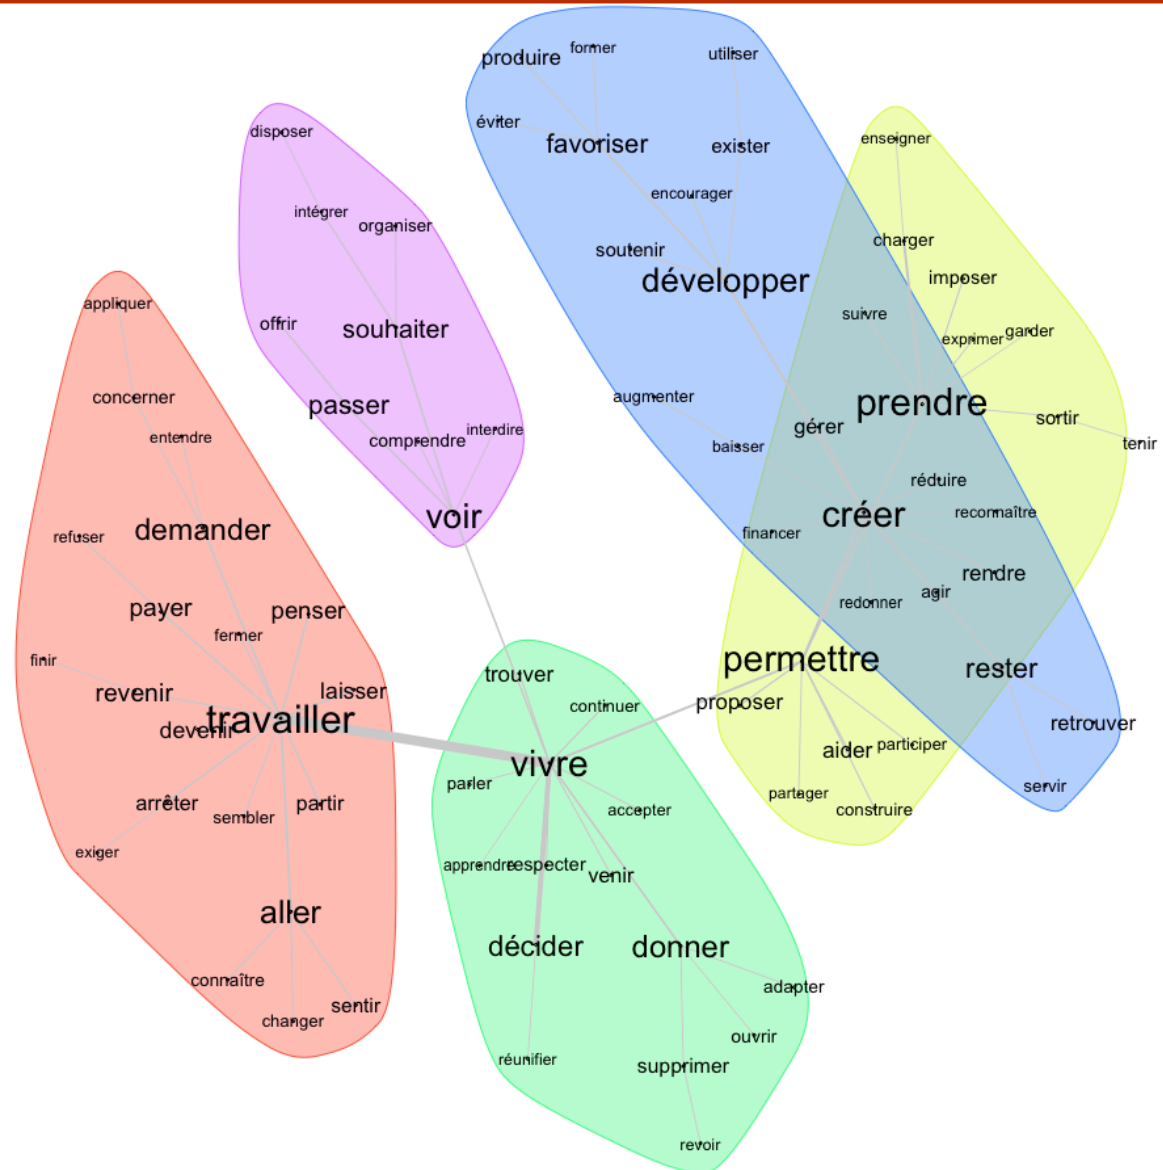 produire
former
utiliser
éviter
favoriser
exister
encourager
soutenir
développer
augmenter
baisser
disposer
intégrer
organiser
offrir
souhaiter
passer
comprendre
interdire
voir
enseigner
charger
imposer
suivre
exprimer
garder
prendre
sortir
tenir
gérer
réduire
créer
reconnaître
financer
rendre
agir
redonner
permettre
rester
proposer
retrouver
aider
participer
servir
partager
construire
appliquer
concerner
entendre
demander
refuser
payer
penser
fermer
finir
revenir
laisser
devenir
travailler
arrêter
sembler
partir
exiger
aller
connaître
changer
sentir
trouver
continuer
vivre
parler
accepter
apprendre
respecter
venir
décider
donner
adapter
ouvrir
réunifier
supprimer
revoir